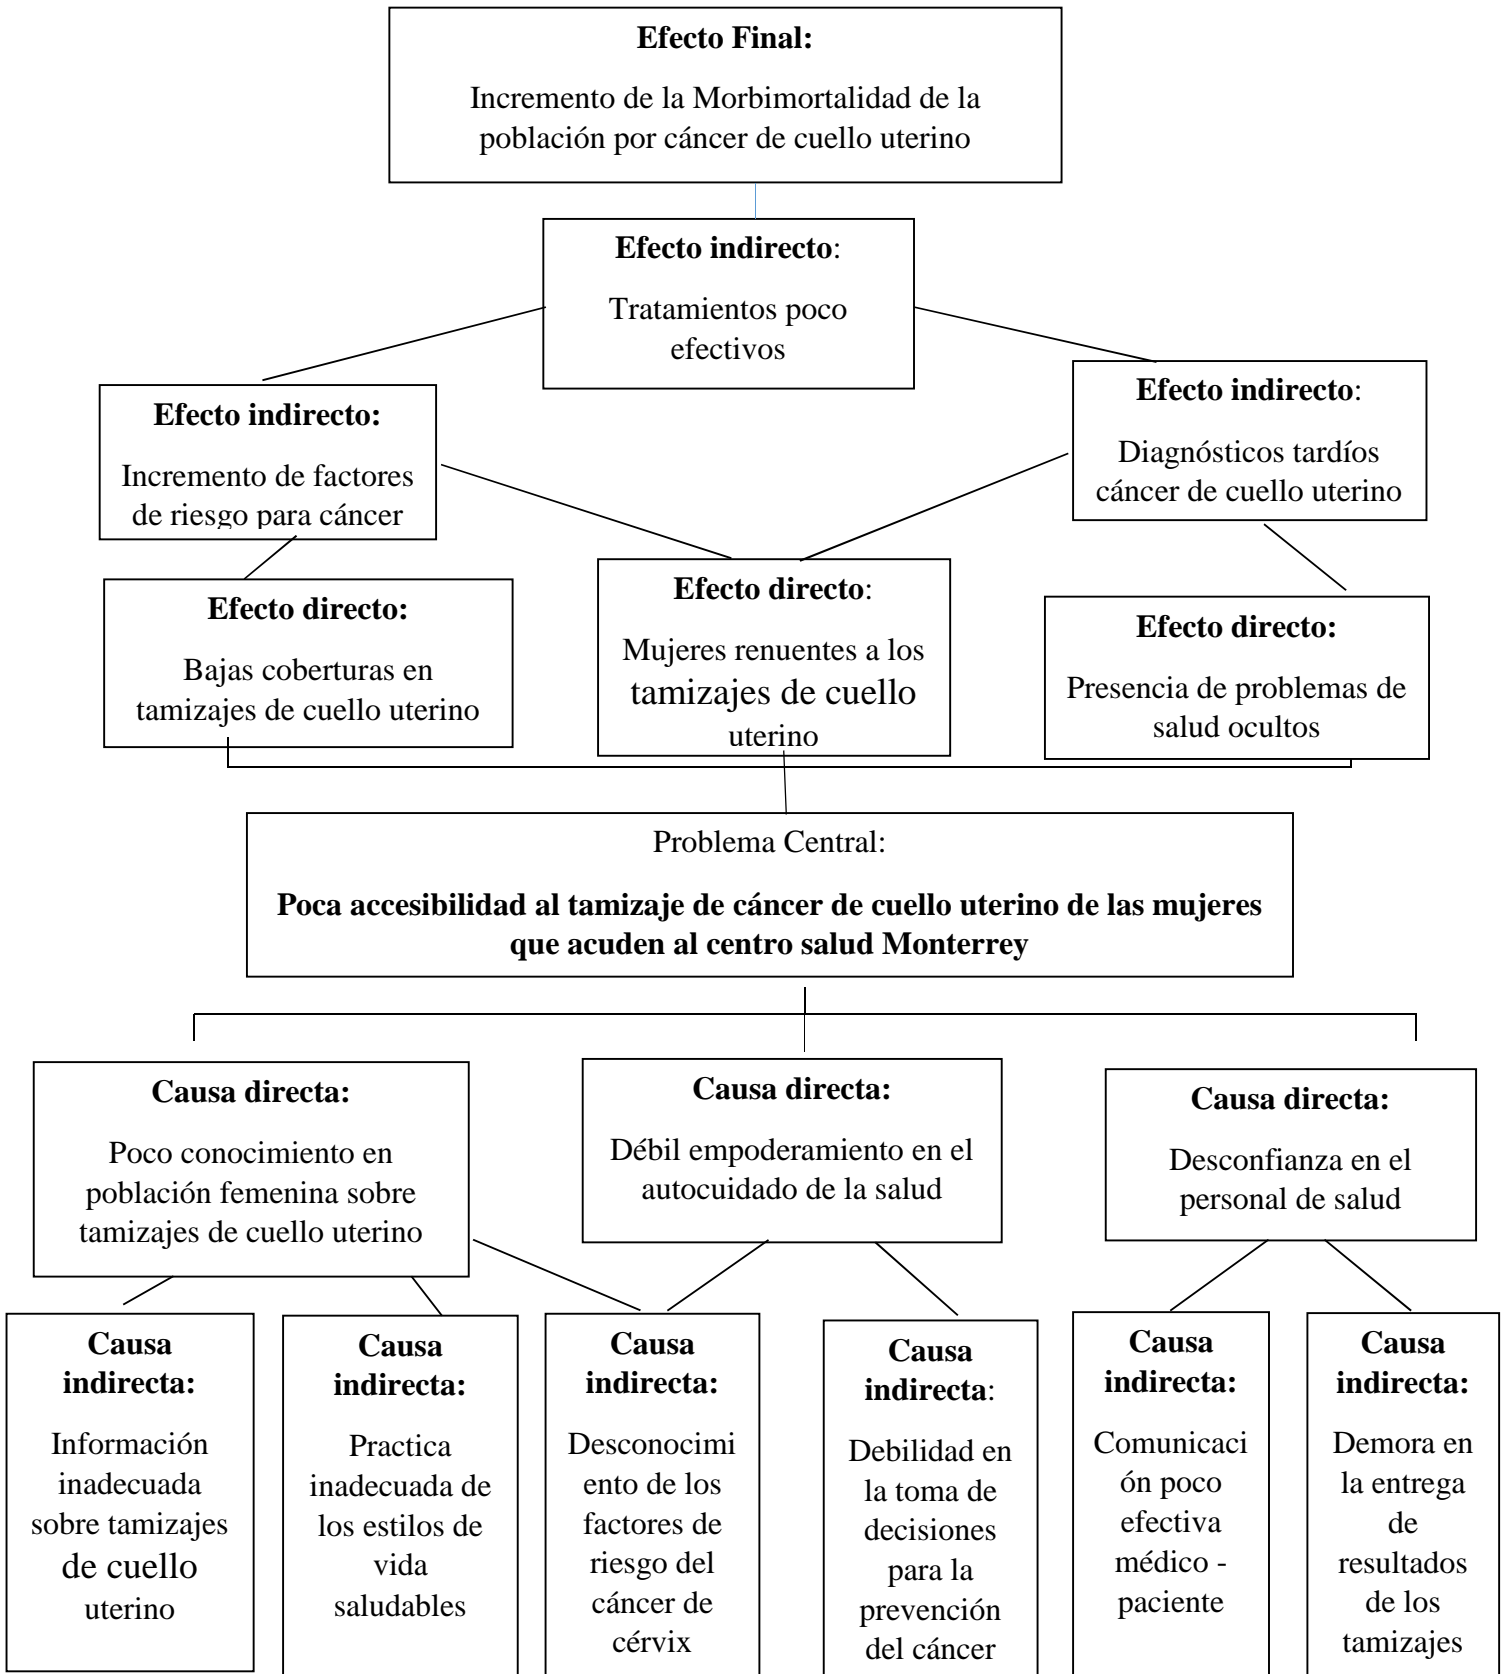 Efecto Final:
Incremento de la Morbimortalidad de la
población por cáncer de cuello uterino
Efecto indirecto:
Tratamientos poco
efectivos
Efecto indirecto:
Incremento de factores
de riesgo para cáncer
Efecto indirecto:
Diagnósticos tardíos
cáncer de cuello uterino
Efecto directo:
Bajas coberturas en
tamizajes de cuello uterino
Efecto directo:
Mujeres renuentes a los
tamizajes de cuello
uterino
Efecto directo:
Presencia de problemas de
salud ocultos
Problema Central:
Poca accesibilidad al tamizaje de cáncer de cuello uterino de las mujeres
que acuden al centro salud Monterrey
Causa directa:
Poco conocimiento en
población femenina sobre
tamizajes de cuello uterino
Causa directa:
Débil empoderamiento en el
autocuidado de la salud
Causa directa:
Desconfianza en el
personal de salud
Causa
indirecta:
Información
inadecuada
sobre tamizajes
de cuello
uterino
Causa
indirecta:
Practica
inadecuada de
los estilos de
vida
saludables
Causa
indirecta:
Desconocimi
ento de los
factores de
riesgo del
cáncer de
cérvix
Causa
indirecta:
Debilidad en
la toma de
decisiones
para la
prevención
del cáncer
Causa
indirecta:
Comunicaci
ón poco
efectiva
médico -
paciente
Causa
indirecta:
Demora en
la entrega
de
resultados
de los
tamizajes